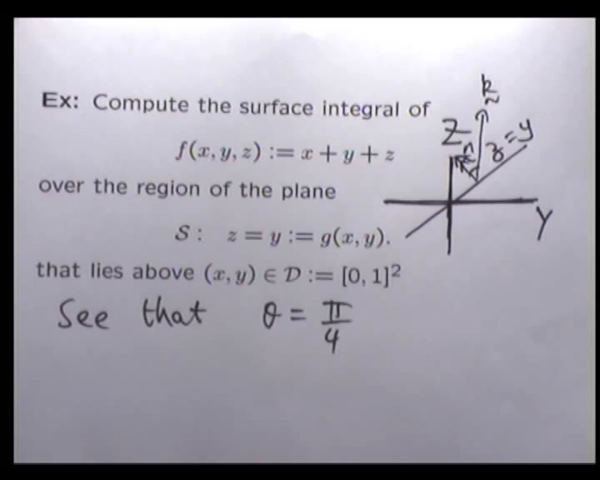 Ex: Compute the surface integral of
f(x, y, z) := x + y + z
over the region of the plane
S : z = y := g(x, y).
that lies above (x, y) ∈ D := [0, 1]²
See that θ = π/4
k
~
Z
n
z = y
Y